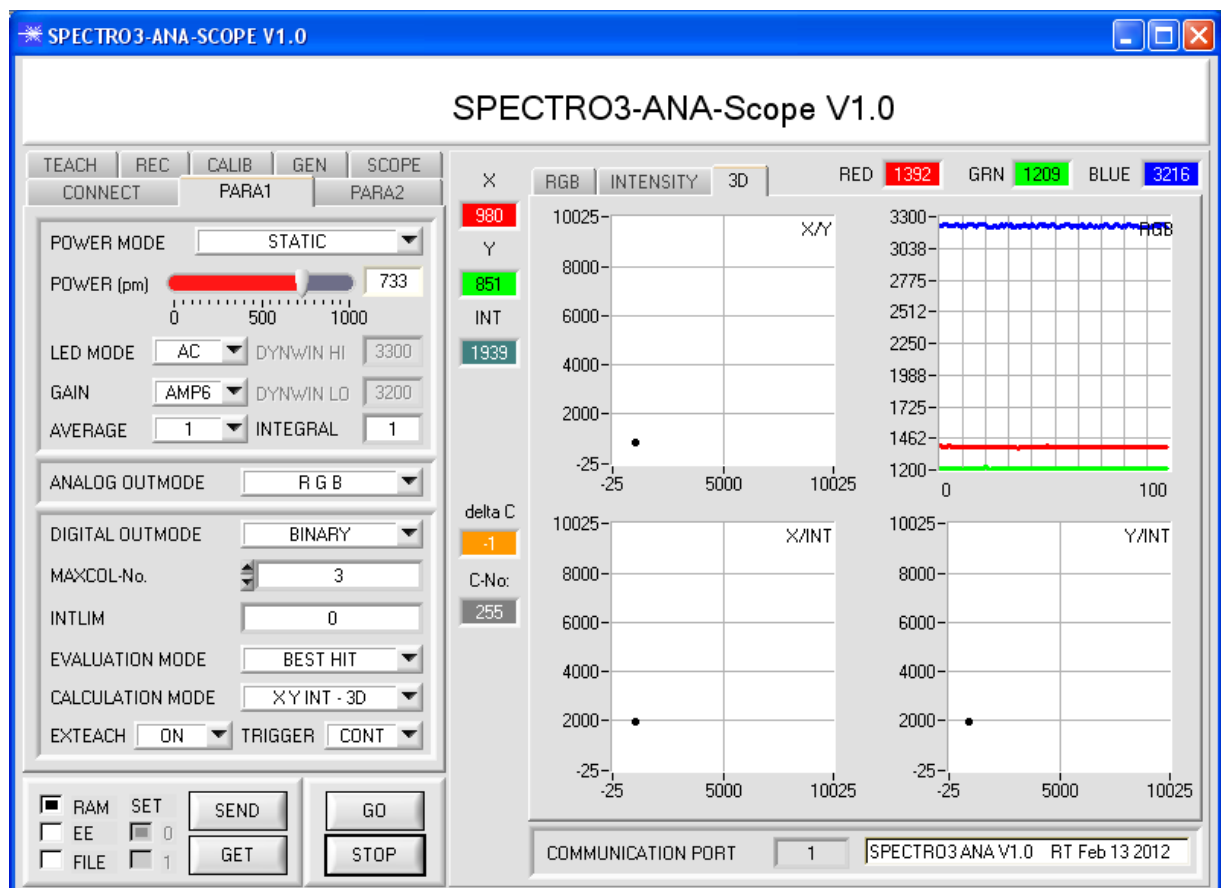 SPECTRO3-ANA-SCOPE V1.0
SPECTRO3-ANA-Scope V1.0
TEACH REC CALIB GEN SCOPE
CONNECT PARA1 PARA2
POWER MODE STATIC
POWER (pm) 733
0 500 1000
LED MODE AC DYNWIN HI 3300
GAIN AMP6 DYNWIN LO 3200
AVERAGE 1 INTEGRAL 1
ANALOG OUTMODE R G B
DIGITAL OUTMODE BINARY
MAXCOL-No. 3
INTLIM 0
EVALUATION MODE BEST HIT
CALCULATION MODE X Y INT - 3D
EXTEACH ON TRIGGER CONT
RAM SET SEND GO
EE 0
FILE 1 GET STOP
X
980
Y
851
INT
1939
delta C
-1
C-No:
255
RGB INTENSITY 3D RED 1392 GRN 1209 BLUE 3216
X/Y
10025
8000
6000
4000
2000
-25
-25 5000 10025
RGB
3300
3038
2775
2512
2250
1988
1725
1462
1200
0 100
X/INT
10025
8000
6000
4000
2000
-25
-25 5000 10025
Y/INT
10025
8000
6000
4000
2000
-25
-25 5000 10025
COMMUNICATION PORT 1 SPECTRO3 ANA V1.0 RT Feb 13 2012